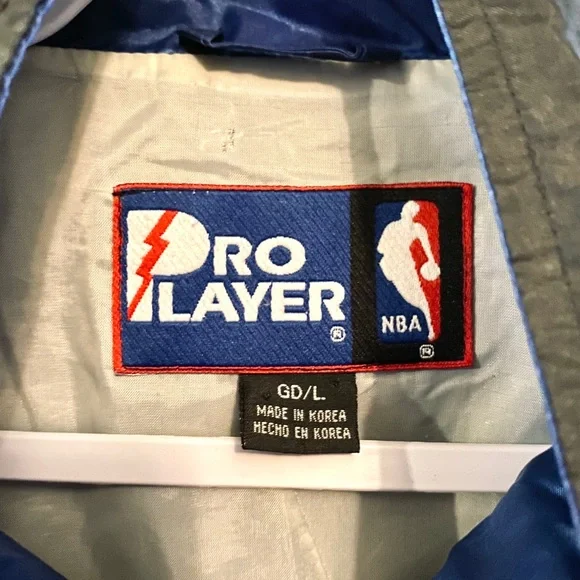 PRO
PLAYER
®
NBA
®
GD/L
MADE IN KOREA
HECHO EN KOREA